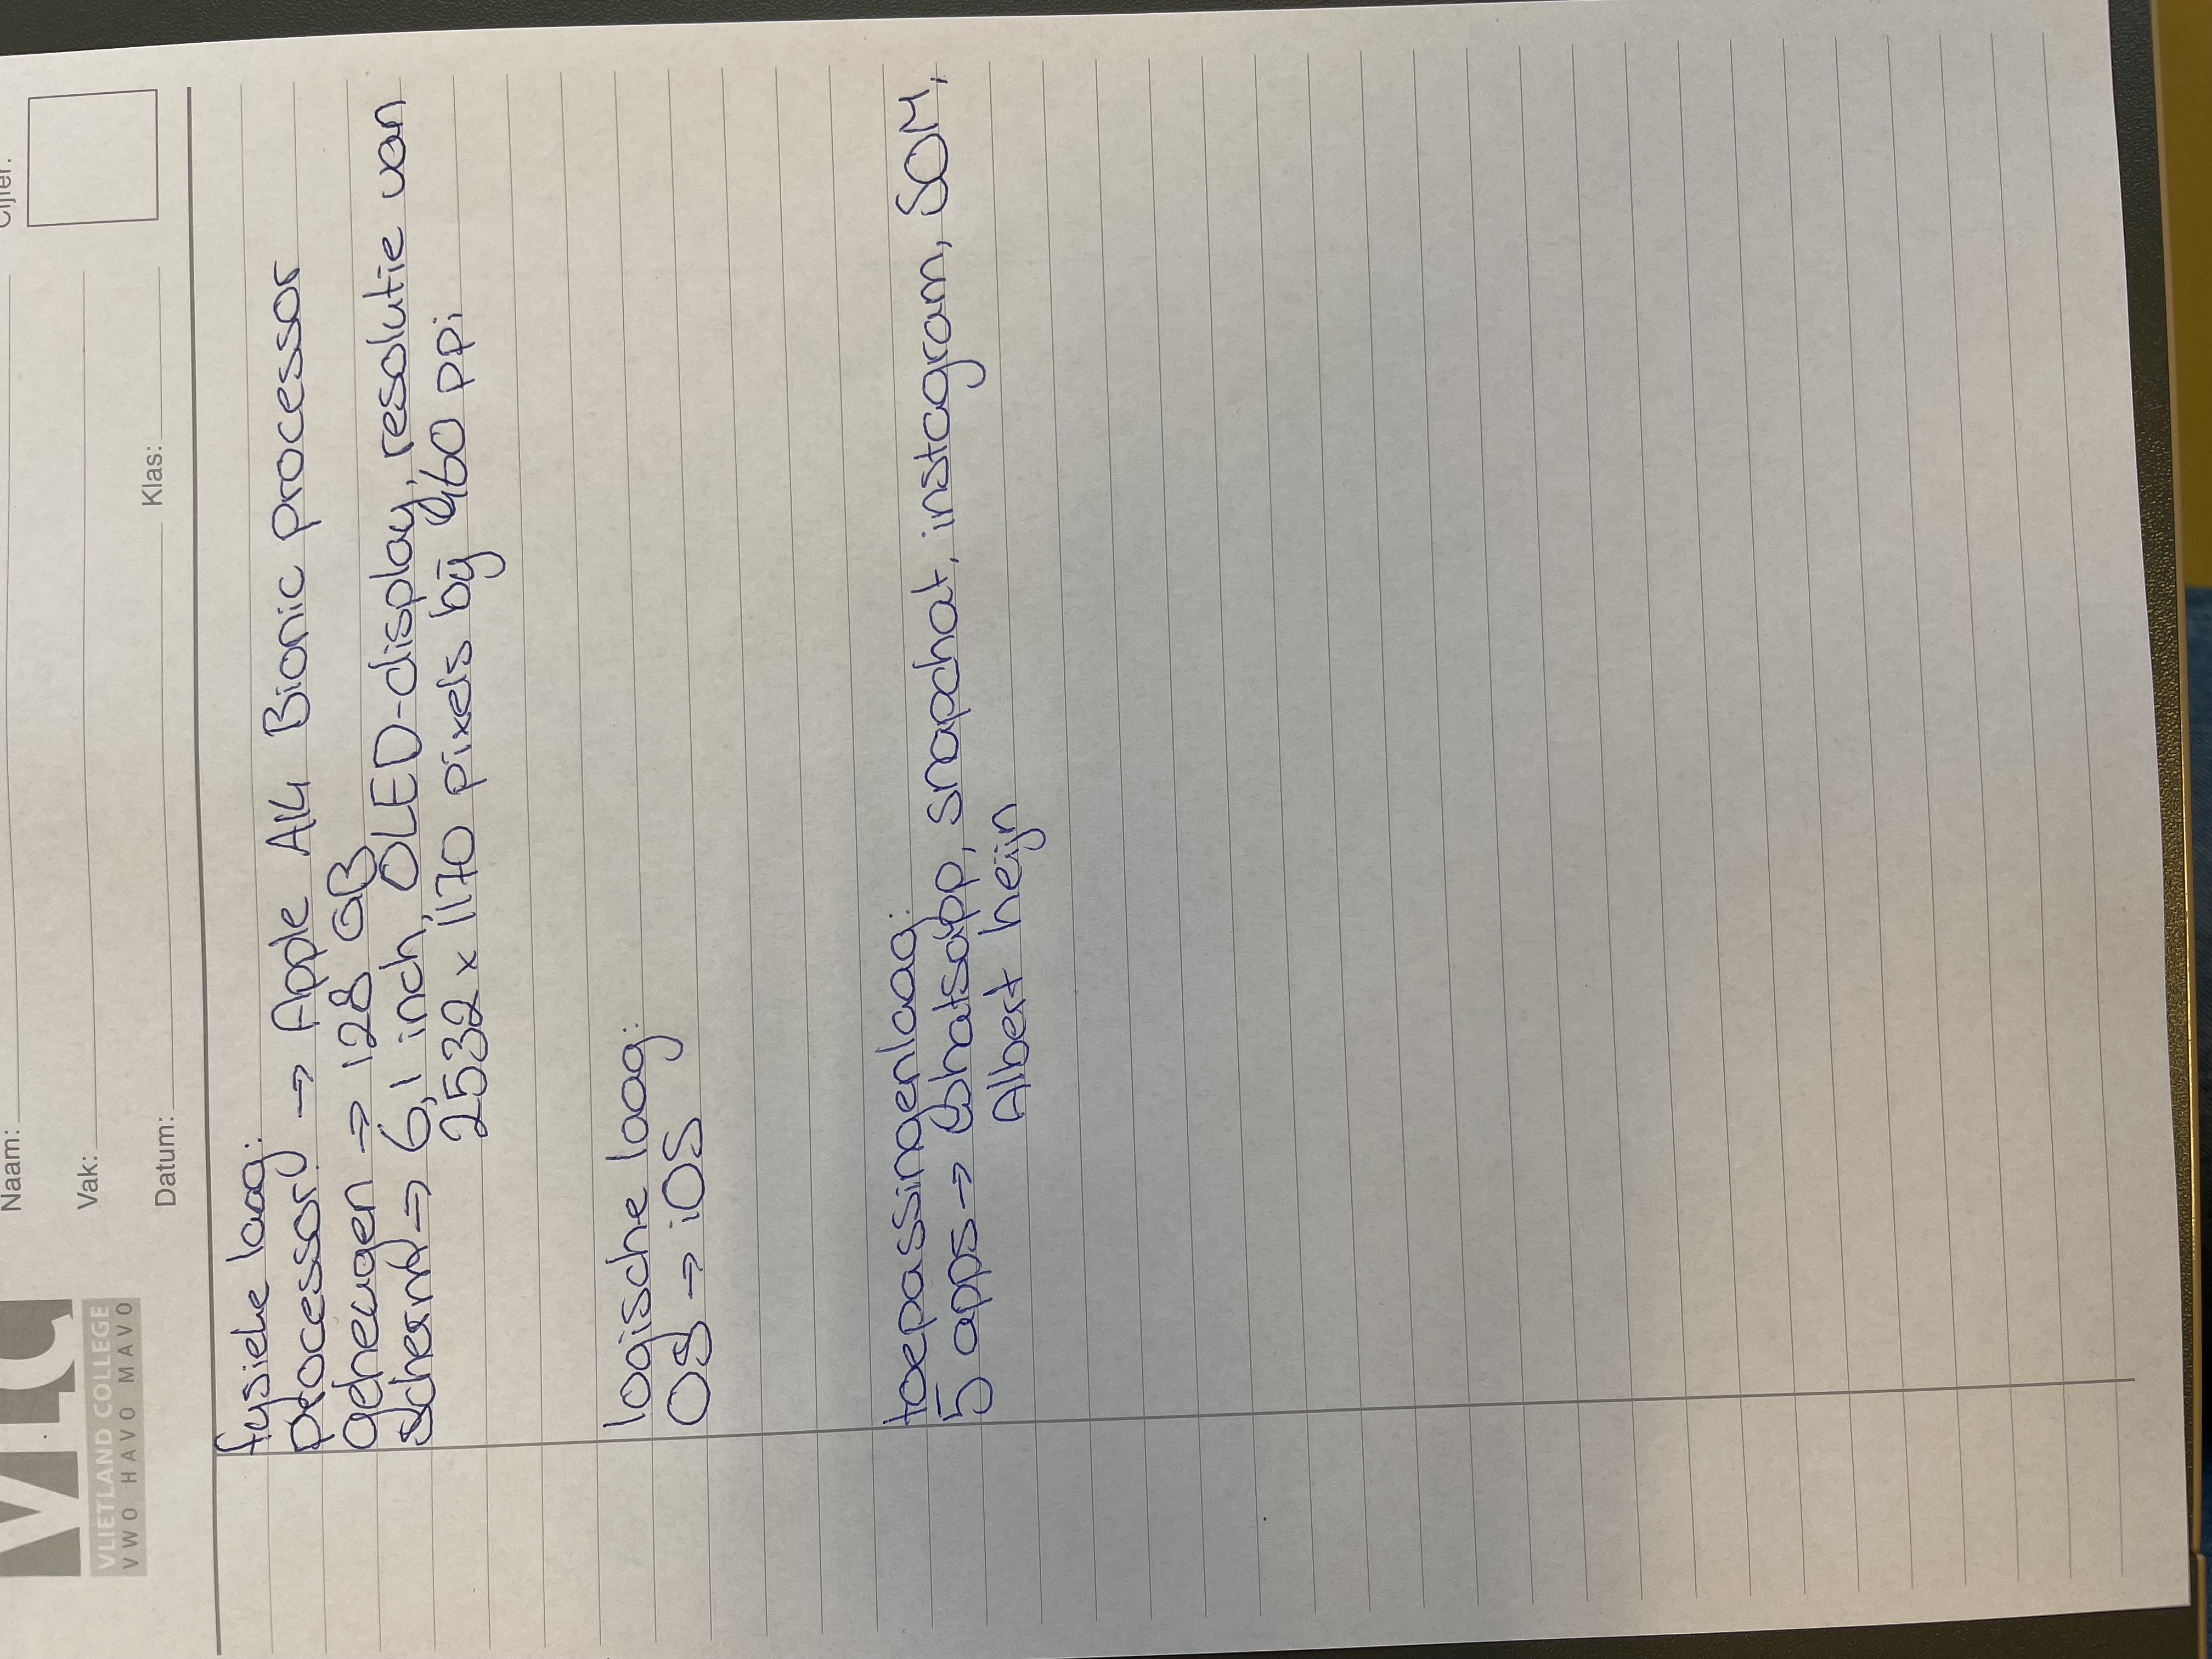 VLC
VLIETLAND COLLEGE
VWO HAVO MAVO
Naam:
Cijfer:
Vak:
Datum:
Klas:
fysieke laag:
Processor: → Apple A14 Bionic processor
geheugen → 128 GB
scherm → 6,1 inch, OLED-display, resolutie van
2532 x 1170 pixels bij 460 ppi
logische laag:
OS → iOS
toepassingenlaag:
5 apps → Whatsapp, snapchat, instagram, SOM,
Albert heijn